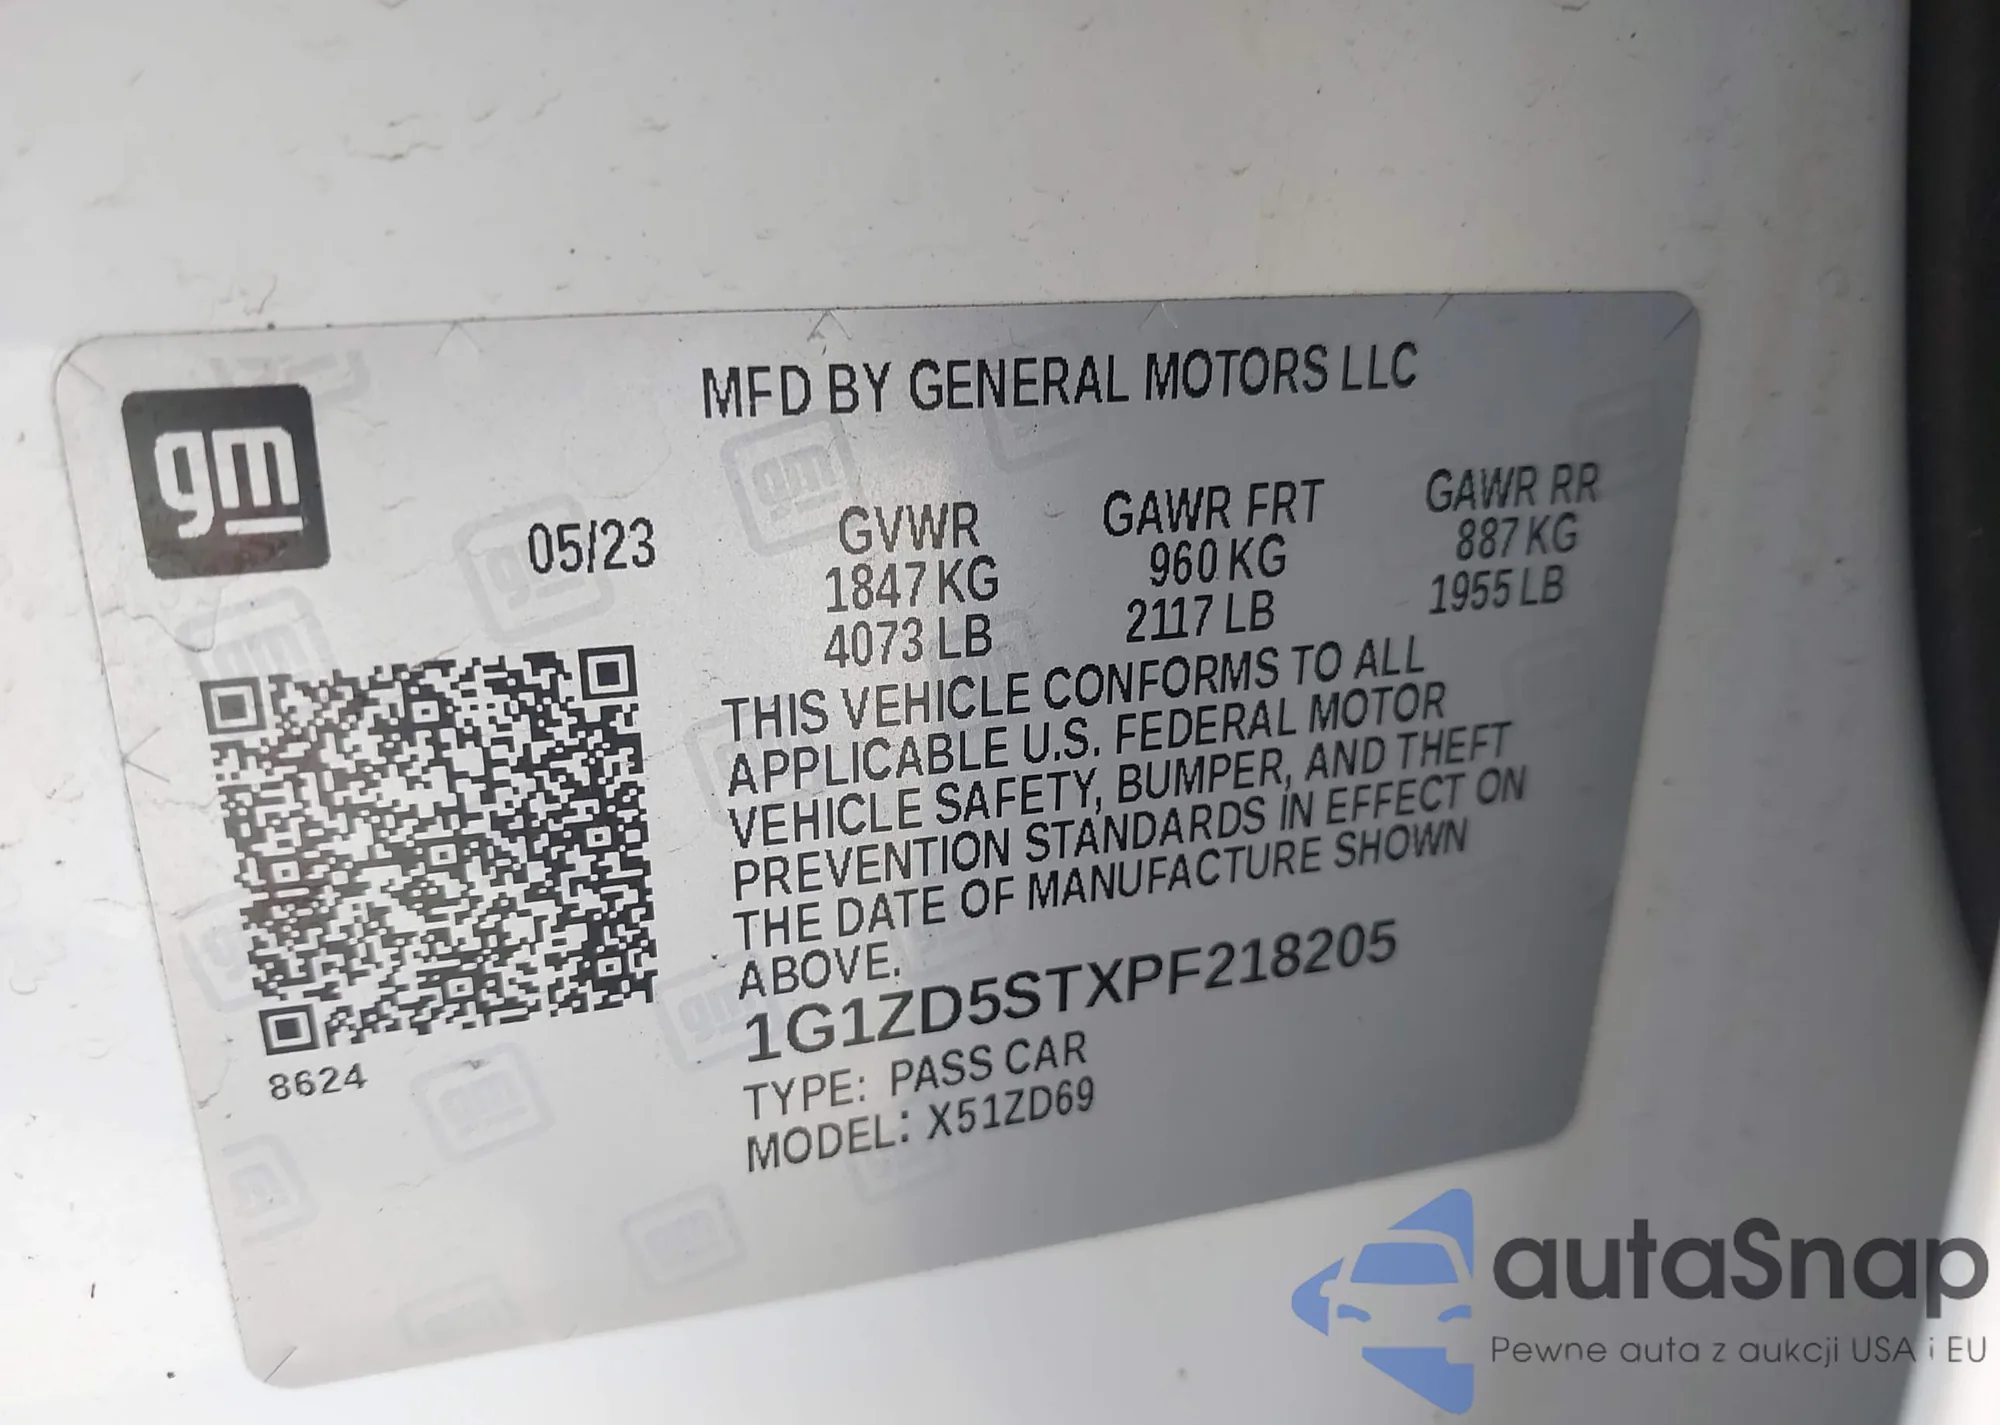 gm
MFD BY GENERAL MOTORS LLC
05/23
GVWR
1847 KG
4073 LB
GAWR FRT
960 KG
2117 LB
GAWR RR
887 KG
1955 LB
THIS VEHICLE CONFORMS TO ALL
APPLICABLE U.S. FEDERAL MOTOR
VEHICLE SAFETY, BUMPER, AND THEFT
PREVENTION STANDARDS IN EFFECT ON
THE DATE OF MANUFACTURE SHOWN
ABOVE.
1G1ZD5STXPF218205
TYPE: PASS CAR
MODEL: X51ZD69
8624
autaSnap
Pewne auta z aukcji USA i EU